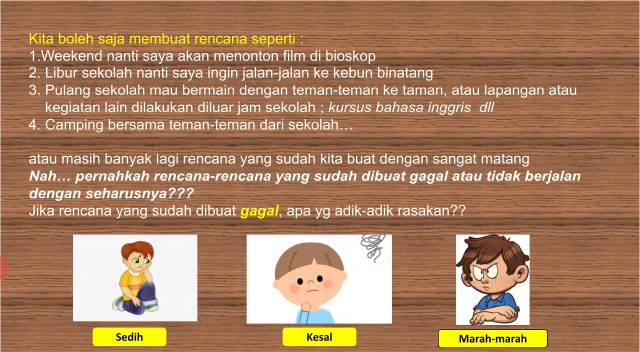 Kita boleh saja membuat rencana seperti :
1.Weekend nanti saya akan menonton film di bioskop
2. Libur sekolah nanti saya ingin jalan-jalan ke kebun binatang
3. Pulang sekolah mau bermain dengan teman-teman ke taman, atau lapangan atau
kegiatan lain dilakukan diluar jam sekolah ; kursus bahasa inggris dll
4. Camping bersama teman-teman dari sekolah…
atau masih banyak lagi rencana yang sudah kita buat dengan sangat matang
Nah… pernahkah rencana-rencana yang sudah dibuat gagal atau tidak berjalan
dengan seharusnya???
Jika rencana yang sudah dibuat gagal, apa yg adik-adik rasakan??
Sedih
Kesal
Marah-marah